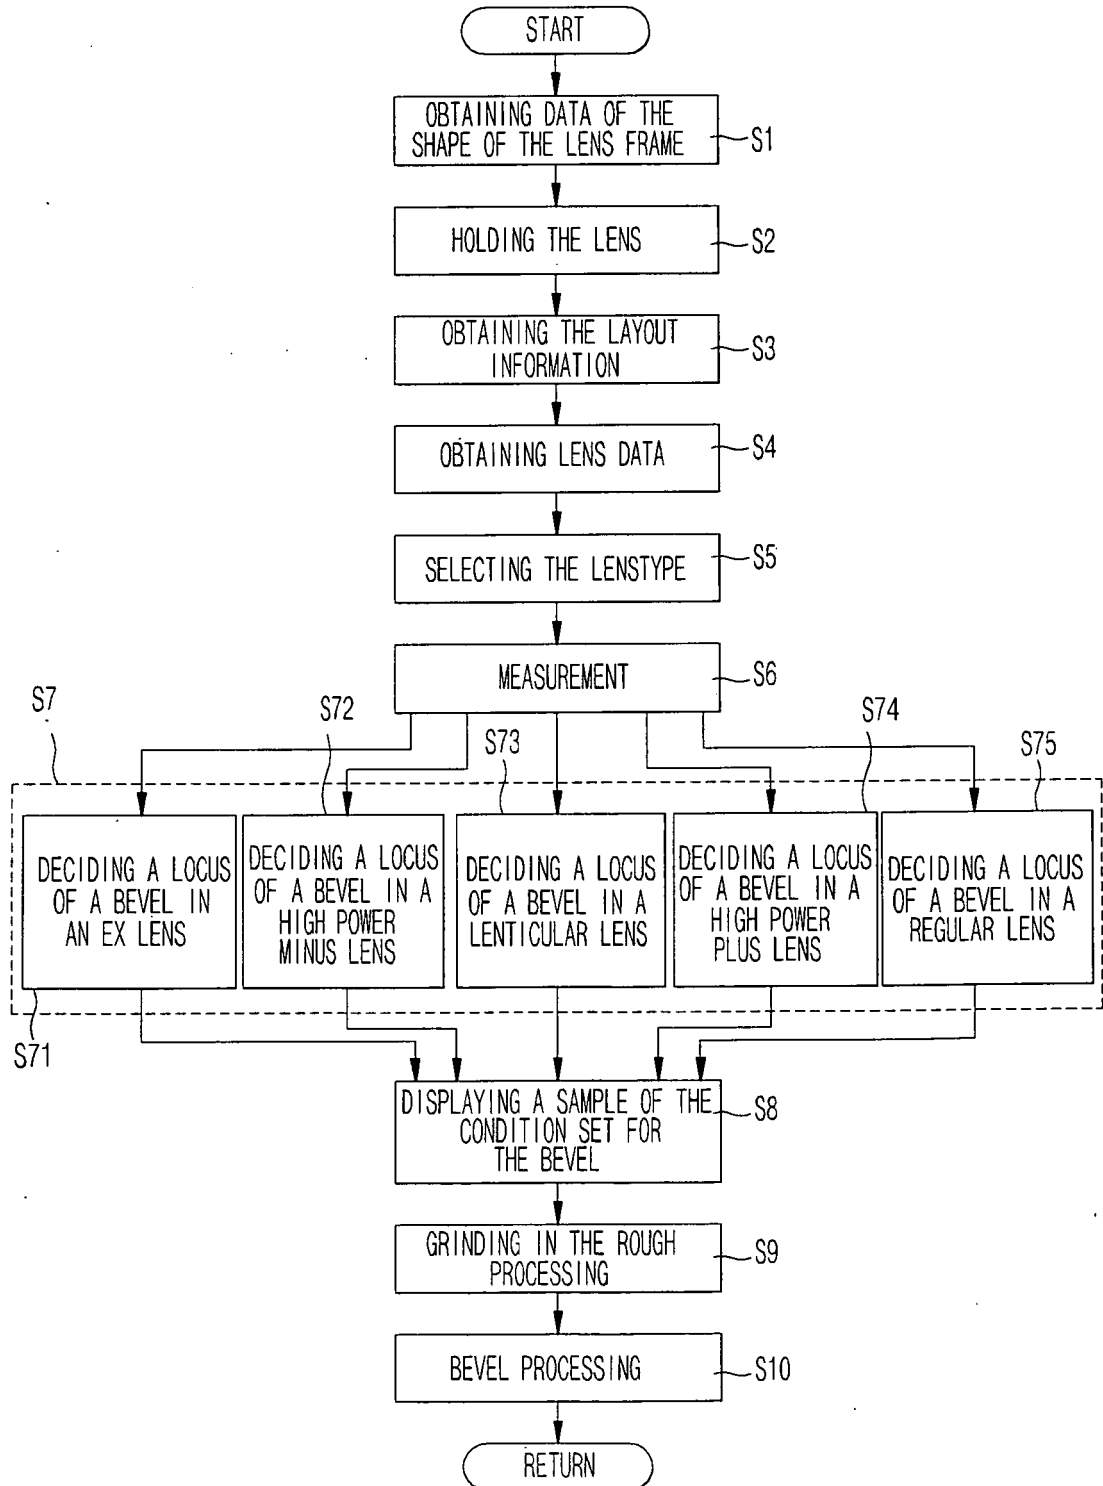 START
OBTAINING DATA OF THE
SHAPE OF THE LENS FRAME
S1
HOLDING THE LENS
S2
OBTAINING THE LAYOUT
INFORMATION
S3
OBTAINING LENS DATA
S4
SELECTING THE LENSTYPE
S5
MEASUREMENT
S6
S7
S72
S73
S74
S75
DECIDING A LOCUS
OF A BEVEL IN
AN EX LENS
DECIDING A LOCUS
OF A BEVEL IN A
HIGH POWER
MINUS LENS
DECIDING A LOCUS
OF A BEVEL IN A
LENTICULAR LENS
DECIDING A LOCUS
OF A BEVEL IN A
HIGH POWER
PLUS LENS
DECIDING A LOCUS
OF A BEVEL IN A
REGULAR LENS
S71
DISPLAYING A SAMPLE OF THE
CONDITION SET FOR
THE BEVEL
S8
GRINDING IN THE ROUGH
PROCESSING
S9
BEVEL PROCESSING
S10
RETURN